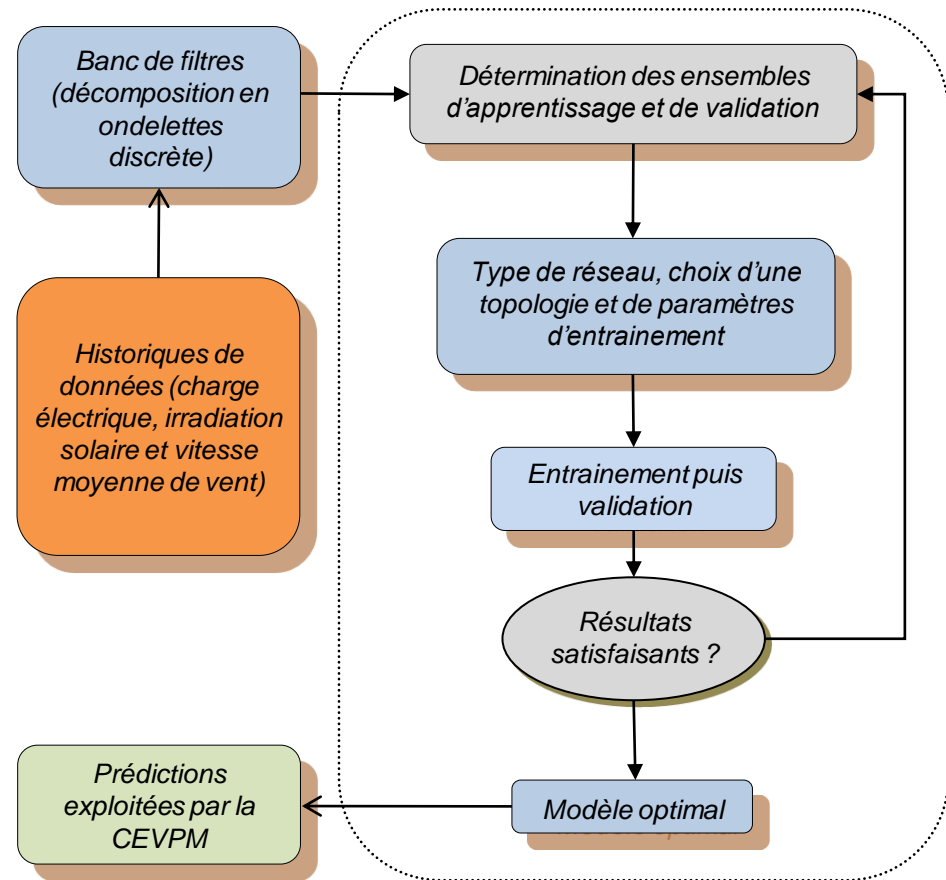 Banc de filtres
(décomposition en
ondelettes
discrète)
Détermination des ensembles
d'apprentissage et de validation
Type de réseau, choix d'une
topologie et de paramètres
d'entrainement
Historiques de
données (charge
électrique, irradiation
solaire et vitesse
moyenne de vent)
Entrainement puis
validation
Résultats
satisfaisants ?
Prédictions
exploitées par la
CEVPM
Modèle optimal